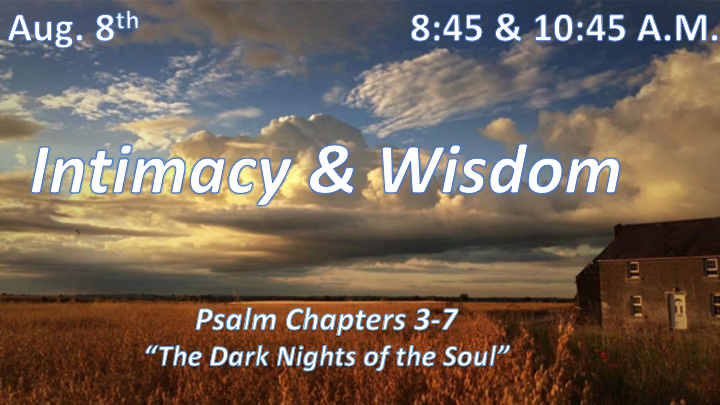 Aug. 8th
8:45 & 10:45 A.M.
Intimacy & Wisdom
Psalm Chapters 3-7
“The Dark Nights of the Soul”